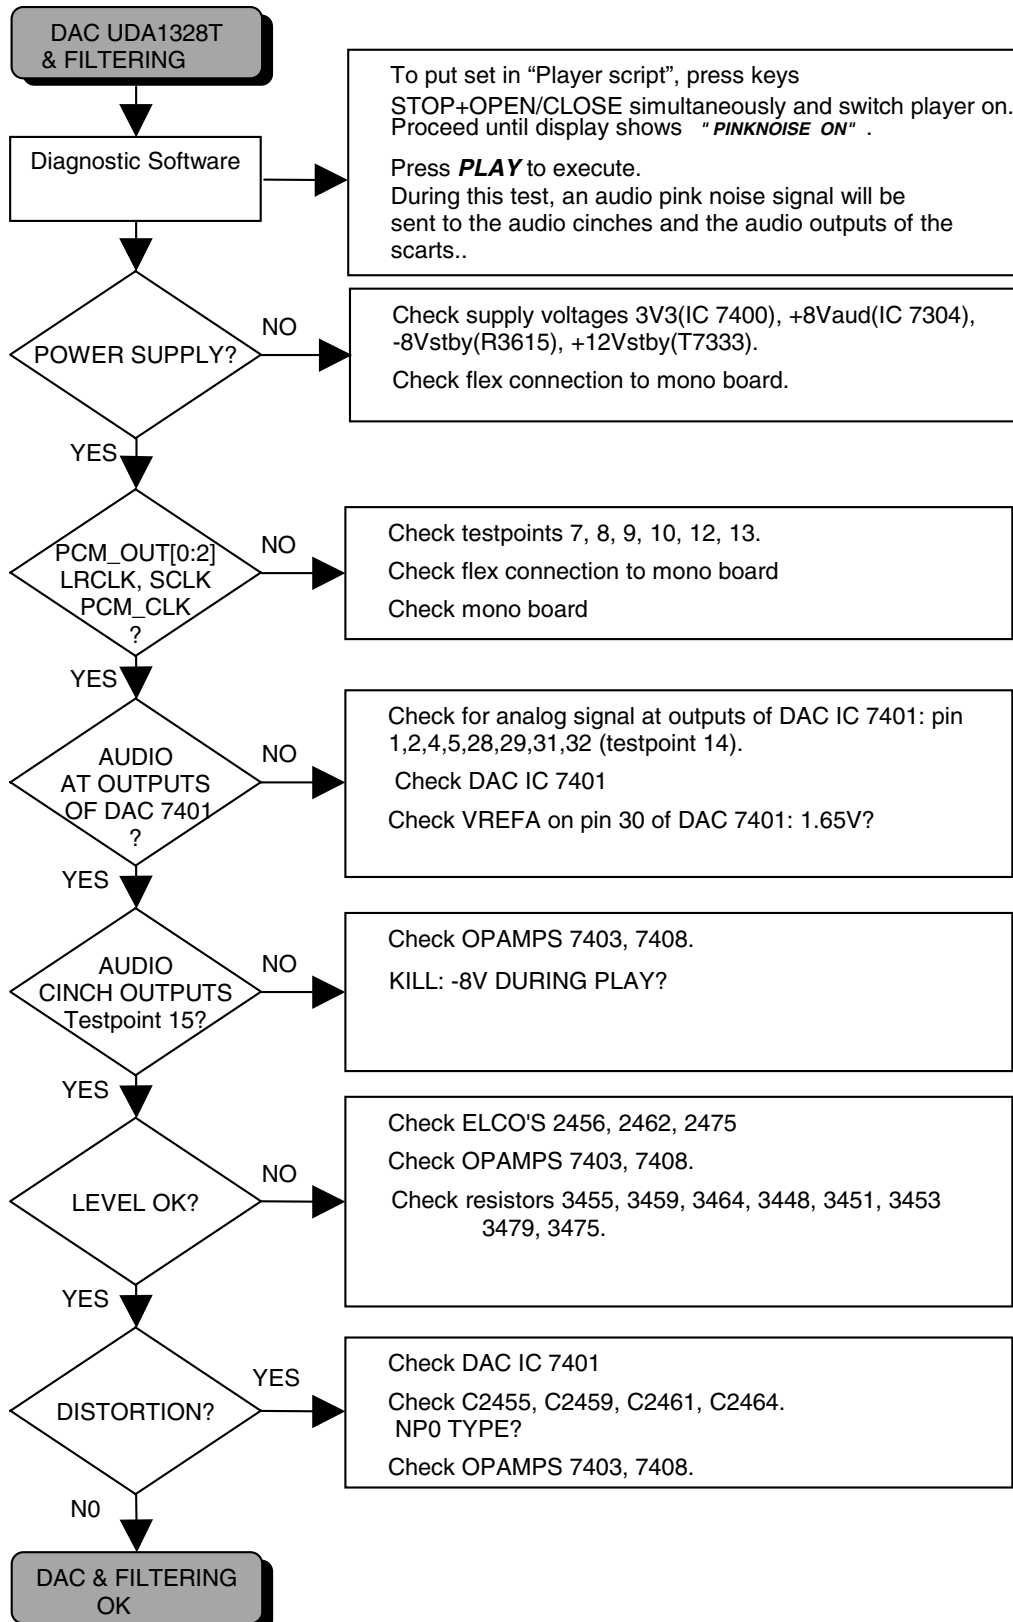 DAC UDA1328T
& FILTERING
To put set in “Player script”, press keys
STOP+OPEN/CLOSE simultaneously and switch player on.
Proceed until display shows "PINKNOISE ON" .
Press PLAY to execute.
During this test, an audio pink noise signal will be
sent to the audio cinches and the audio outputs of the
scarts..
Diagnostic Software
POWER SUPPLY?
NO
Check supply voltages 3V3(IC 7400), +8Vaud(IC 7304),
-8Vstby(R3615), +12Vstby(T7333).
Check flex connection to mono board.
YES
PCM_OUT[0:2]
LRCLK, SCLK
PCM_CLK
?
NO
Check testpoints 7, 8, 9, 10, 12, 13.
Check flex connection to mono board
Check mono board
YES
AUDIO
AT OUTPUTS
OF DAC 7401
?
NO
Check for analog signal at outputs of DAC IC 7401: pin
1,2,4,5,28,29,31,32 (testpoint 14).
Check DAC IC 7401
Check VREFA on pin 30 of DAC 7401: 1.65V?
YES
AUDIO
CINCH OUTPUTS
Testpoint 15?
NO
Check OPAMPS 7403, 7408.
KILL: -8V DURING PLAY?
YES
LEVEL OK?
NO
Check ELCO'S 2456, 2462, 2475
Check OPAMPS 7403, 7408.
Check resistors 3455, 3459, 3464, 3448, 3451, 3453
3479, 3475.
YES
DISTORTION?
YES
Check DAC IC 7401
Check C2455, C2459, C2461, C2464.
NP0 TYPE?
Check OPAMPS 7403, 7408.
N0
DAC & FILTERING
OK